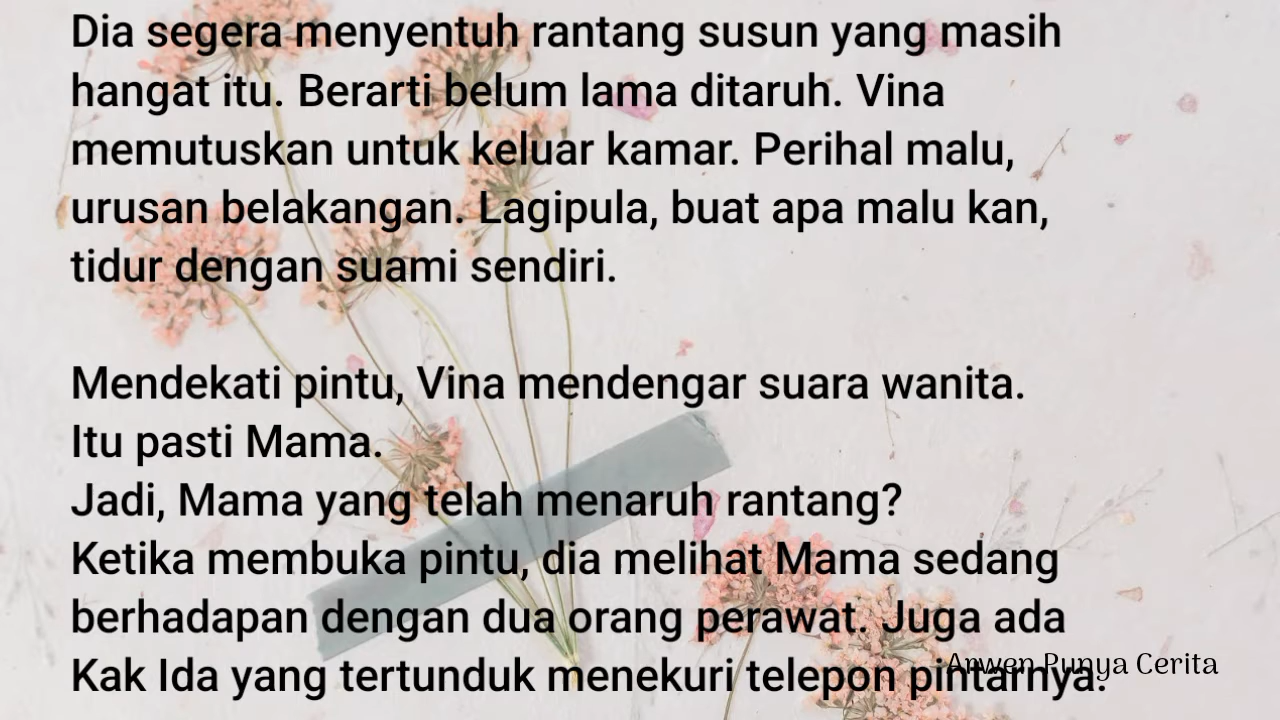 Dia segera menyentuh rantang susun yang masih
hangat itu. Berarti belum lama ditaruh. Vina
memutuskan untuk keluar kamar. Perihal malu,
urusan belakangan. Lagipula, buat apa malu kan,
tidur dengan suami sendiri.
Mendekati pintu, Vina mendengar suara wanita.
Itu pasti Mama.
Jadi, Mama yang telah menaruh rantang?
Ketika membuka pintu, dia melihat Mama sedang
berhadapan dengan dua orang perawat. Juga ada
Kak Ida yang tertunduk menekuri telepon pintarnya.
Arwen Punya Cerita